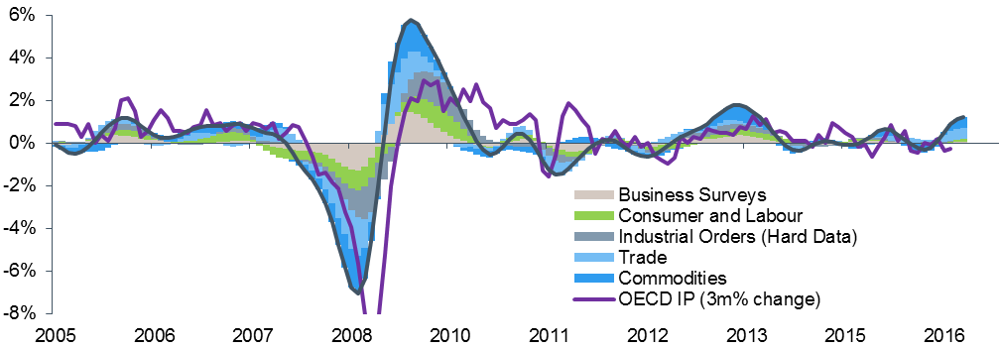 6%
4%
2%
0%
-2%
-4%
-6%
-8%
Business Surveys
Consumer and Labour
Industrial Orders (Hard Data)
Trade
Commodities
OECD IP (3m% change)
2005 2006 2007 2008 2010 2011 2012 2013 2015 2016